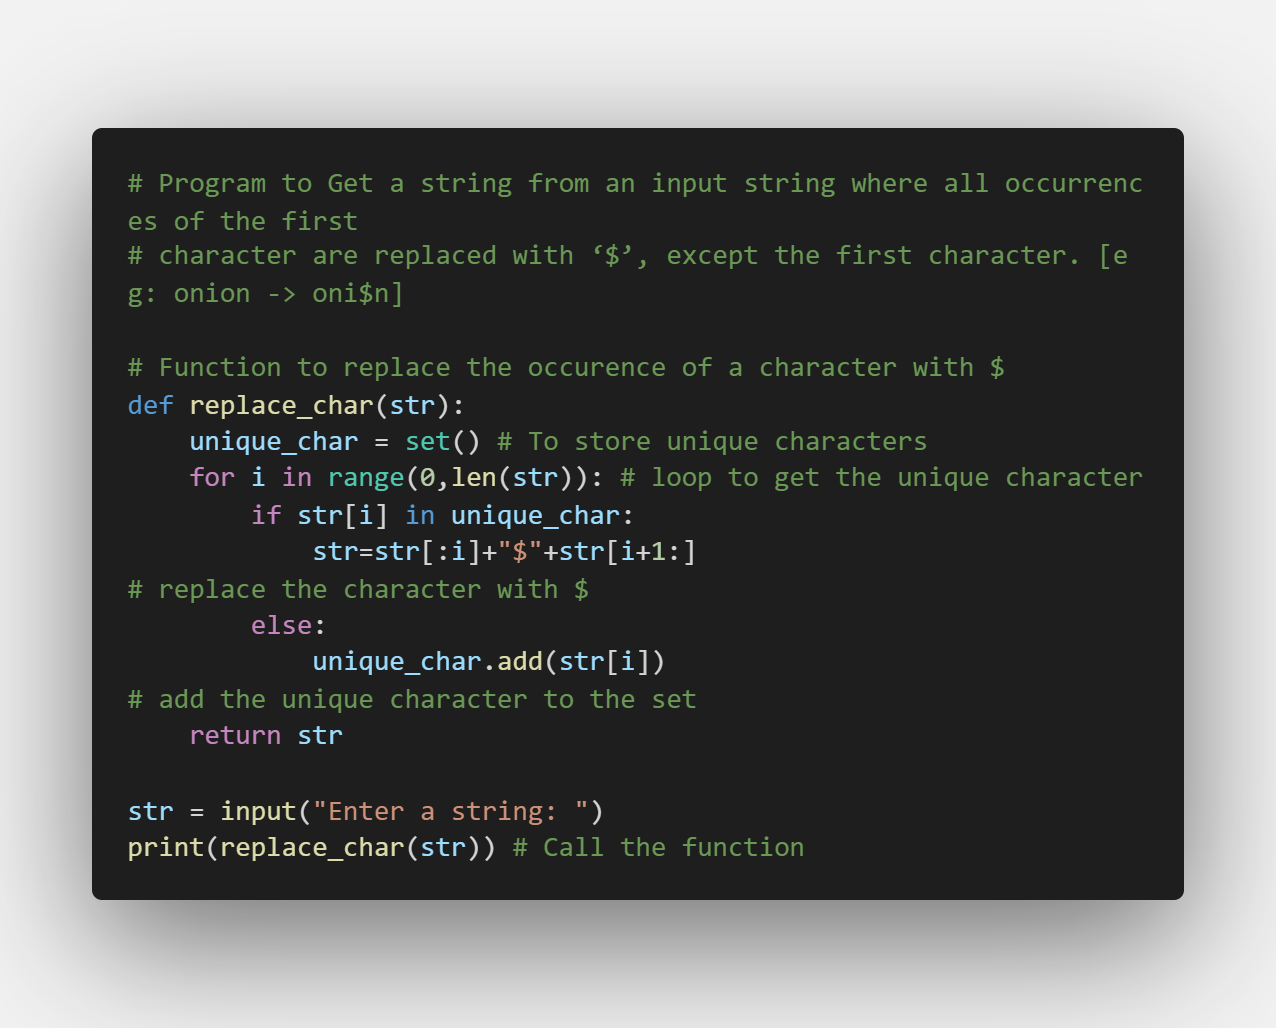 # Program to Get a string from an input string where all occurrenc
es of the first
# character are replaced with ‘$’, except the first character. [e
g: onion -> oni$n]
# Function to replace the occurence of a character with $
def replace_char(str):
    unique_char = set() # To store unique characters
    for i in range(0,len(str)): # loop to get the unique character
        if str[i] in unique_char:
            str=str[:i]+"$"+str[i+1:]
# replace the character with $
        else:
            unique_char.add(str[i])
# add the unique character to the set
    return str
str = input("Enter a string: ")
print(replace_char(str)) # Call the function